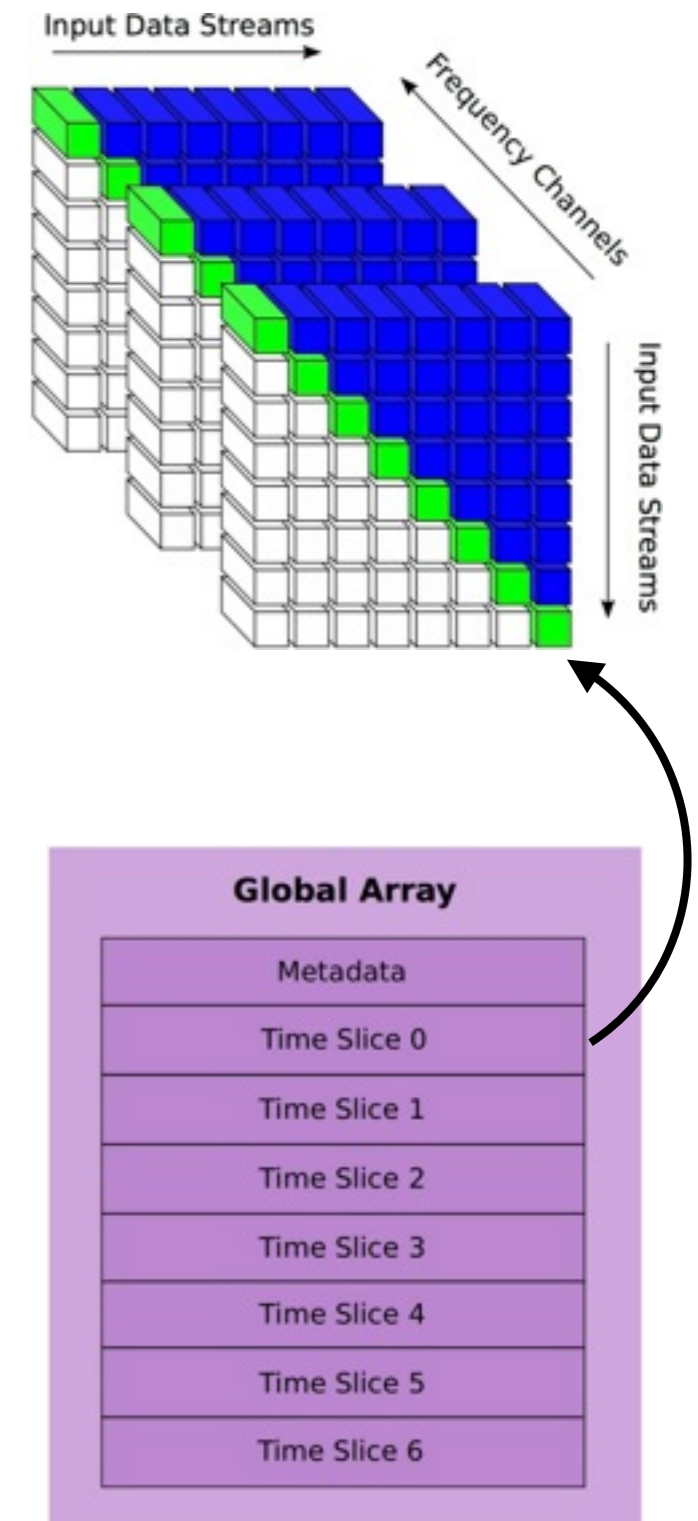 Input Data Streams
Frequency Channels
Input Data Streams
Global Array
Metadata
Time Slice 0
Time Slice 1
Time Slice 2
Time Slice 3
Time Slice 4
Time Slice 5
Time Slice 6